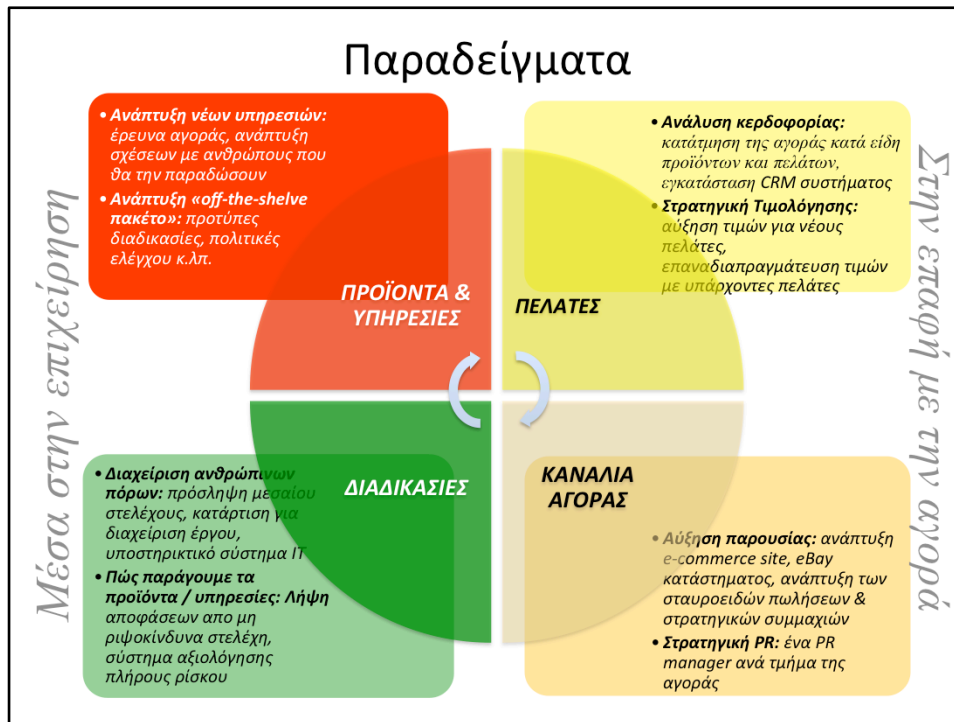 Παραδείγματα
Μέσα στην επιχείρηση
• Ανάπτυξη νέων υπηρεσιών:
έρευνα αγοράς, ανάπτυξη
σχέσεων με ανθρώπους που
θα την παραδώσουν
• Ανάπτυξη «off-the-shelve
πακέτο»: προτύπες
διαδικασίες, πολιτικές
ελέγχου κ.λπ.
ΠΡΟΪΟΝΤΑ &
ΥΠΗΡΕΣΙΕΣ
• Ανάλυση κερδοφορίας:
κατάτμηση της αγοράς κατά είδη
προϊόντων και πελάτων,
εγκατάσταση CRM συστήματος
• Στρατηγική Τιμολόγησης:
αύξηση τιμών για νέους
πελάτες,
επαναδιαπραγμάτευση τιμών
με υπάρχοντες πελάτες
ΠΕΛΑΤΕΣ
Στην επαφή με την αγορά
• Διαχείριση ανθρώπινων
πόρων: πρόσληψη μεσαίου
στελέχους, κατάρτιση για
διαχείριση έργου,
υποστηρικτικό σύστημα IT
• Πώς παράγουμε τα
προϊόντα / υπηρεσίες: Λήψη
αποφάσεων απο μη
ριψοκίνδυνα στελέχη,
σύστημα αξιολόγησης
πλήρους ρίσκου
ΔΙΑΔΙΚΑΣΙΕΣ
ΚΑΝΑΛΙΑ
ΑΓΟΡΑΣ
• Αύξηση παρουσίας: ανάπτυξη
e-commerce site, eBay
κατάστηματος, ανάπτυξη των
σταυροειδών πωλήσεων &
στρατηγικών συμμαχιών
• Στρατηγική PR: ένα PR
manager ανά τμήμα της
αγοράς